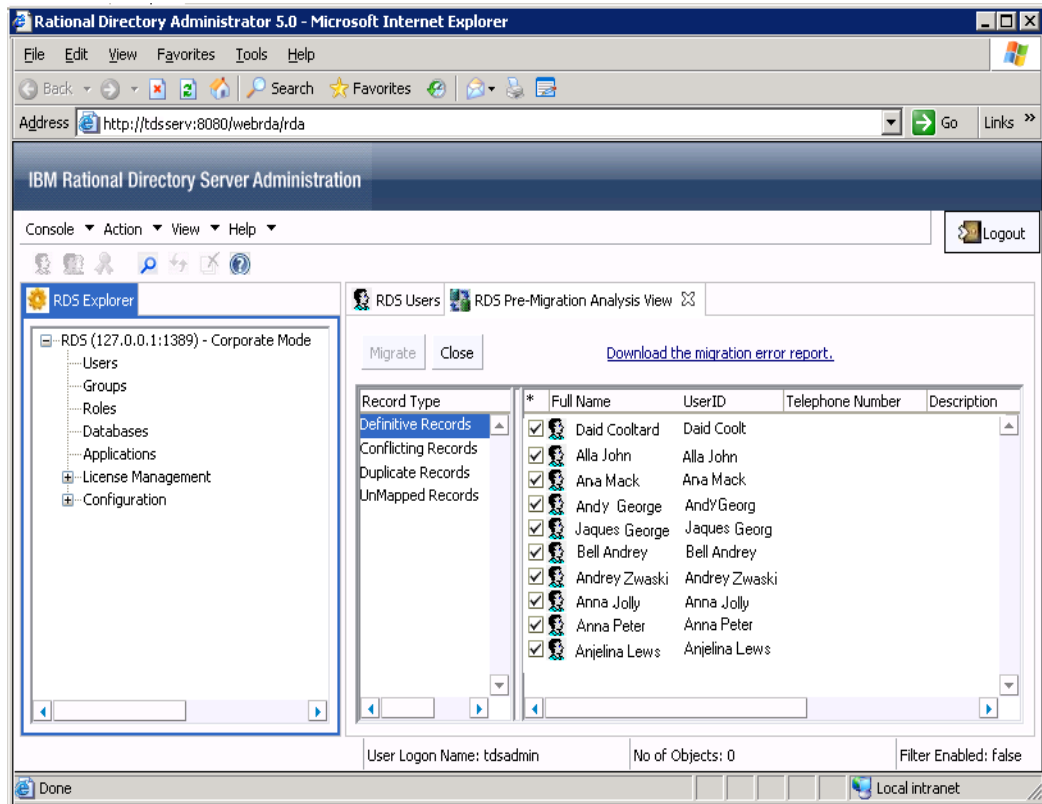 Rational Directory Administrator 5.0 - Microsoft Internet Explorer
File Edit View Favorites Tools Help
Back Search Favorites
Address http://tdsserv:8080/webrda/rda Go Links »
IBM Rational Directory Server Administration
Console Action View Help Logout
RDS Explorer
RDS (127.0.0.1:1389) - Corporate Mode
Users
Groups
Roles
Databases
Applications
License Management
Configuration
RDS Users RDS Pre-Migration Analysis View
Migrate Close Download the migration error report.
Record Type
Definitive Records
Conflicting Records
Duplicate Records
UnMapped Records
* Full Name UserID Telephone Number Description
Daid Cooltard Daid Coolt
Alla John Alla John
Ana Mack Ana Mack
Andy George AndyGeorg
Jaques George Jaques Georg
Bell Andrey Bell Andrey
Andrey Zwaski Andrey Zwaski
Anna Jolly Anna Jolly
Anna Peter Anna Peter
Anjelina Lews Anjelina Lews
User Logon Name: tdsadmin No of Objects: 0 Filter Enabled: false
Done Local intranet